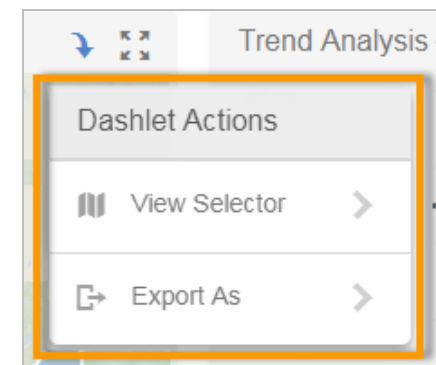 Trend Analysis
Dashlet Actions
View Selector
Export As